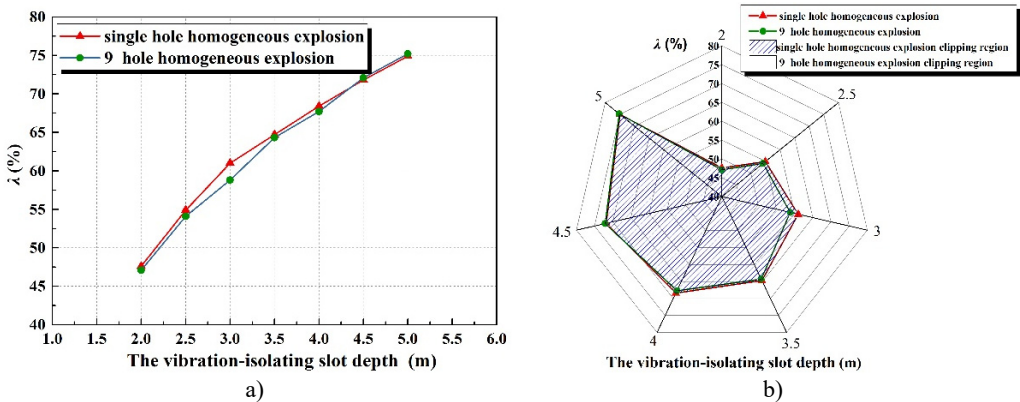 single hole homogeneous explosion
9 hole homogeneous explosion
80
75
70
65
60
55
50
45
40
λ (%)
1.0 1.5 2.0 2.5 3.0 3.5 4.0 4.5 5.0 5.5 6.0
The vibration-isolating slot depth (m)
a)
single hole homogeneous explosion
9 hole homogeneous explosion
single hole homogeneous explosion clipping region
9 hole homogeneous explosion clipping region
λ (%)
2
2.5
3
3.5
4
4.5
5
80
75
70
65
60
55
50
45
40
The vibration-isolating slot depth (m)
b)